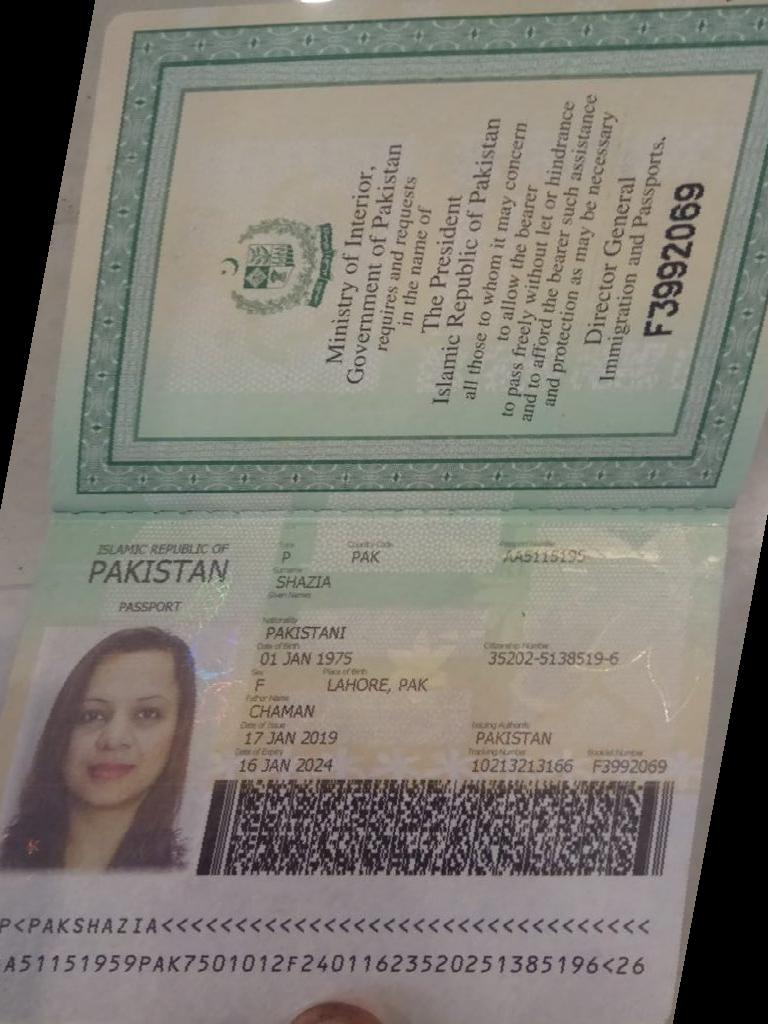 Ministry of Interior,
Government of Pakistan
requires and requests
in the name of
The President
Islamic Republic of Pakistan
all those to whom it may concern
to allow the bearer
to pass freely without let or hindrance
and to afford the bearer such assistance
and protection as may be necessary
Director General
Immigration and Passports.
F3992069
ISLAMIC REPUBLIC OF
PAKISTAN
PASSPORT
Type Country Code Passport Number
P PAK AA5115195
Surname
SHAZIA
Given Names
Nationality
PAKISTANI
Date of Birth Citizenship Number
01 JAN 1975 35202-5138519-6
Sex Place of Birth
F LAHORE, PAK
Father Name
CHAMAN
Date of Issue Issuing Authority
17 JAN 2019 PAKISTAN
Date of Expiry Tracking Number Booklet Number
16 JAN 2024 10213213166 F3992069
K
P<PAKSHAZIA<<<<<<<<<<<<<<<<<<<<<<<<<<<<<<<<<
A51151959PAK7501012F24011623520251385196<26